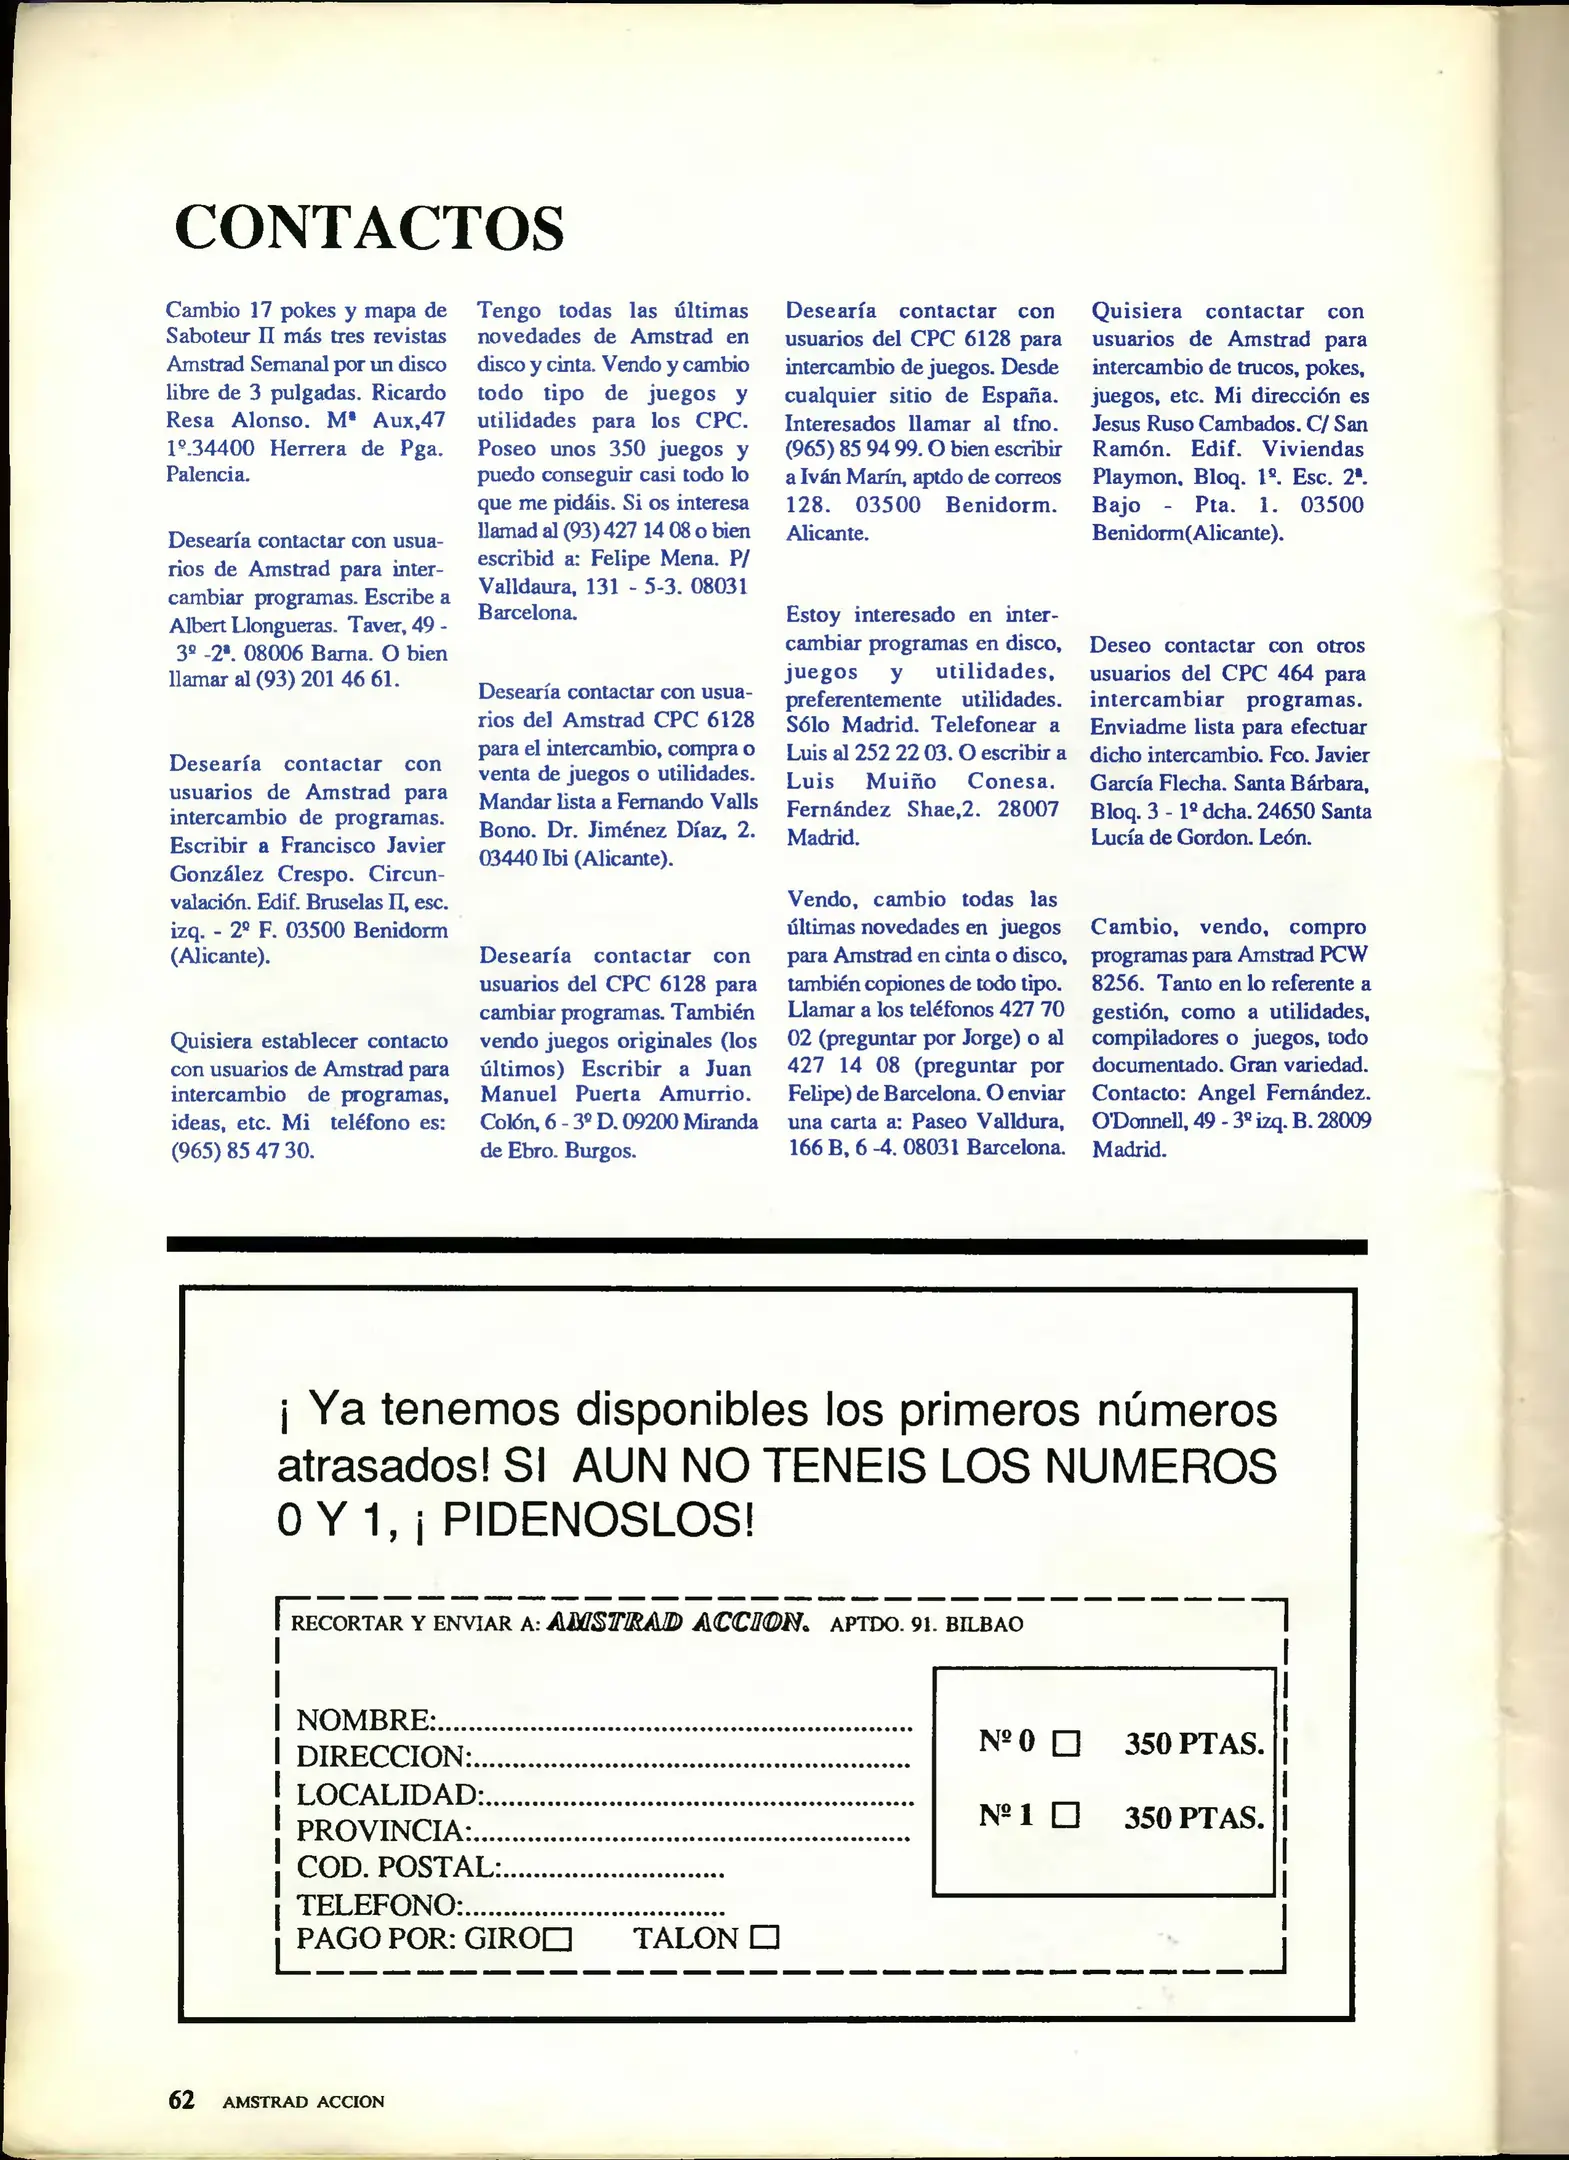 CONTACTOS
Cambio 17 pokes y mapa de
Saboteur II más tres revistas
Amstrad Semanal por un disco
libre de 3 pulgadas. Ricardo
Resa Alonso. Mª Aux,47
1º.34400 Herrera de Pga.
Palencia.
Desearía contactar con usua-
rios de Amstrad para inter-
cambiar programas. Escribe a
Albert Llongueras. Taver, 49 -
3º -2ª. 08006 Barna. O bien
llamar al (93) 201 46 61.
Desearía contactar con
usuarios de Amstrad para
intercambio de programas.
Escribir a Francisco Javier
González Crespo. Circun-
valación. Edif. Bruselas II, esc.
izq. - 2º F. 03500 Benidorm
(Alicante).
Quisiera establecer contacto
con usuarios de Amstrad para
intercambio de programas,
ideas, etc. Mi teléfono es:
(965) 85 47 30.
Tengo todas las últimas
novedades de Amstrad en
disco y cinta. Vendo y cambio
todo tipo de juegos y
utilidades para los CPC.
Poseo unos 350 juegos y
puedo conseguir casi todo lo
que me pidáis. Si os interesa
llamad al (93) 427 14 08 o bien
escribid a: Felipe Mena. P/
Valldaura, 131 - 5-3. 08031
Barcelona.
Desearía contactar con usua-
rios del Amstrad CPC 6128
para el intercambio, compra o
venta de juegos o utilidades.
Mandar lista a Fernando Valls
Bono. Dr. Jiménez Díaz, 2.
03440 Ibi (Alicante).
Desearía contactar con
usuarios del CPC 6128 para
cambiar programas. También
vendo juegos originales (los
últimos) Escribir a Juan
Manuel Puerta Amurrio.
Colón, 6 - 3º D. 09200 Miranda
de Ebro. Burgos.
Desearía contactar con
usuarios del CPC 6128 para
intercambio de juegos. Desde
cualquier sitio de España.
Interesados llamar al tfno.
(965) 85 94 99. O bien escribir
a Iván Marín, aptdo de correos
128. 03500 Benidorm.
Alicante.
Estoy interesado en inter-
cambiar programas en disco,
juegos y utilidades,
preferentemente utilidades.
Sólo Madrid. Telefonear a
Luis al 252 22 03. O escribir a
Luis Muiño Conesa.
Fernández Shae,2. 28007
Madrid.
Vendo, cambio todas las
últimas novedades en juegos
para Amstrad en cinta o disco,
también copiones de todo tipo.
Llamar a los teléfonos 427 70
02 (preguntar por Jorge) o al
427 14 08 (preguntar por
Felipe) de Barcelona. O enviar
una carta a: Paseo Valldura,
166 B, 6 -4. 08031 Barcelona.
Quisiera contactar con
usuarios de Amstrad para
intercambio de trucos, pokes,
juegos, etc. Mi dirección es
Jesus Ruso Cambados. C/ San
Ramón. Edif. Viviendas
Playmon, Bloq. 1º. Esc. 2ª.
Bajo - Pta. 1. 03500
Benidorm(Alicante).
Deseo contactar con otros
usuarios del CPC 464 para
intercambiar programas.
Enviadme lista para efectuar
dicho intercambio. Fco. Javier
García Flecha. Santa Bárbara,
Bloq. 3 - 1º dcha. 24650 Santa
Lucía de Gordon. León.
Cambio, vendo, compro
programas para Amstrad PCW
8256. Tanto en lo referente a
gestión, como a utilidades,
compiladores o juegos, todo
documentado. Gran variedad.
Contacto: Angel Fernández.
O'Donnell, 49 - 3º izq. B. 28009
Madrid.
¡ Ya tenemos disponibles los primeros números
atrasados! SI AUN NO TENEIS LOS NUMEROS
0 Y 1, ¡ PIDENOSLOS!
RECORTAR Y ENVIAR A: AMSTRAD ACCION. APTDO. 91. BILBAO
NOMBRE:
DIRECCION:
LOCALIDAD:
PROVINCIA:
COD. POSTAL:
TELEFONO:
PAGO POR: GIRO☐ TALON ☐
Nº 0 ☐ 350 PTAS.
Nº 1 ☐ 350 PTAS.
62 AMSTRAD ACCION